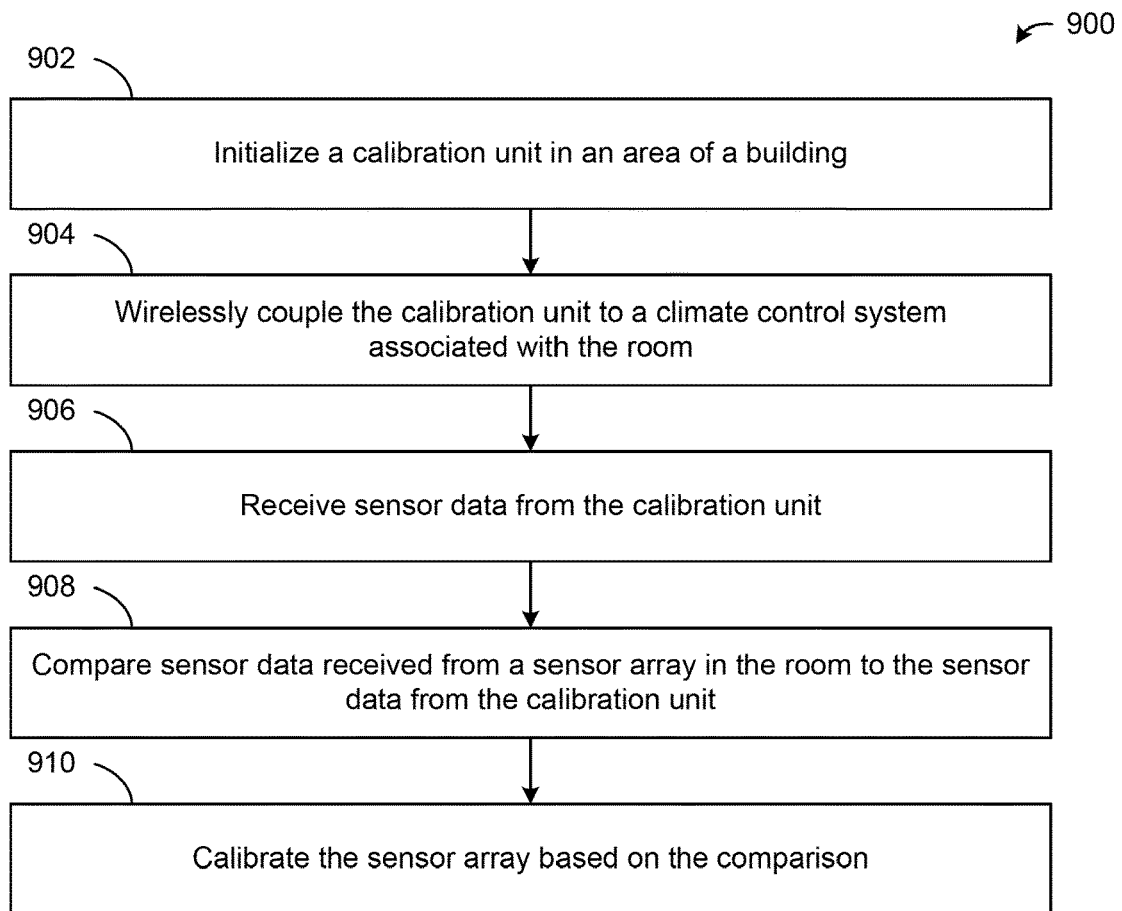 900
902
Initialize a calibration unit in an area of a building
904
Wirelessly couple the calibration unit to a climate control system
associated with the room
906
Receive sensor data from the calibration unit
908
Compare sensor data received from a sensor array in the room to the sensor
data from the calibration unit
910
Calibrate the sensor array based on the comparison